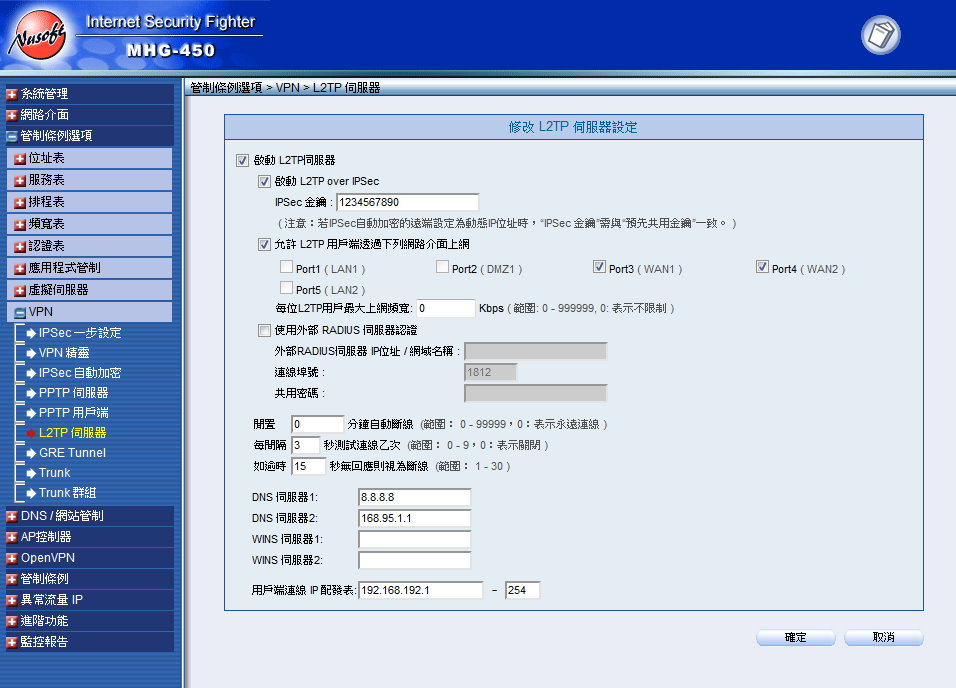 Nusoft
Internet Security Fighter
MHG-450
系統管理
網路介面
管制條例選項
位址表
服務表
排程表
頻寬表
認證表
應用程式管制
虛擬伺服器
VPN
IPSec 一步設定
VPN 精靈
IPSec 自動加密
PPTP 伺服器
PPTP 用戶端
L2TP 伺服器
GRE Tunnel
Trunk
Trunk 群組
DNS / 網站管制
AP控制器
OpenVPN
管制條例
異常流量 IP
進階功能
監控報告
管制條例選項 > VPN > L2TP 伺服器
修改 L2TP 伺服器設定
啟動 L2TP伺服器
啟動 L2TP over IPSec
IPSec 金鑰 : 1234567890
( 注意：若IPSec自動加密的遠端設定為動態IP位址時，“IPSec 金鑰”需與“預先共用金鑰”一致。 )
允許 L2TP 用戶端透過下列網路介面上網
Port1 ( LAN1 ) Port2 ( DMZ1 ) Port3 ( WAN1 ) Port4 ( WAN2 )
Port5 ( LAN2 )
每位L2TP用戶最大上網頻寬: 0 Kbps ( 範圍: 0 - 999999, 0: 表示不限制 )
使用外部 RADIUS 伺服器認證
外部RADIUS伺服器 IP位址 / 網域名稱 :
連線埠號 : 1812
共用密碼 :
閒置 0 分鐘自動斷線 (範圍： 0 - 99999，0：表示永遠連線 )
每間隔 3 秒測試連線乙次 (範圍： 0 - 9，0：表示關閉 )
如逾時 15 秒無回應則視為斷線 (範圍： 1 - 30 )
DNS 伺服器1: 8.8.8.8
DNS 伺服器2: 168.95.1.1
WINS 伺服器1:
WINS 伺服器2:
用戶端連線 IP 配發表: 192.168.192.1 - 254
確定 取消